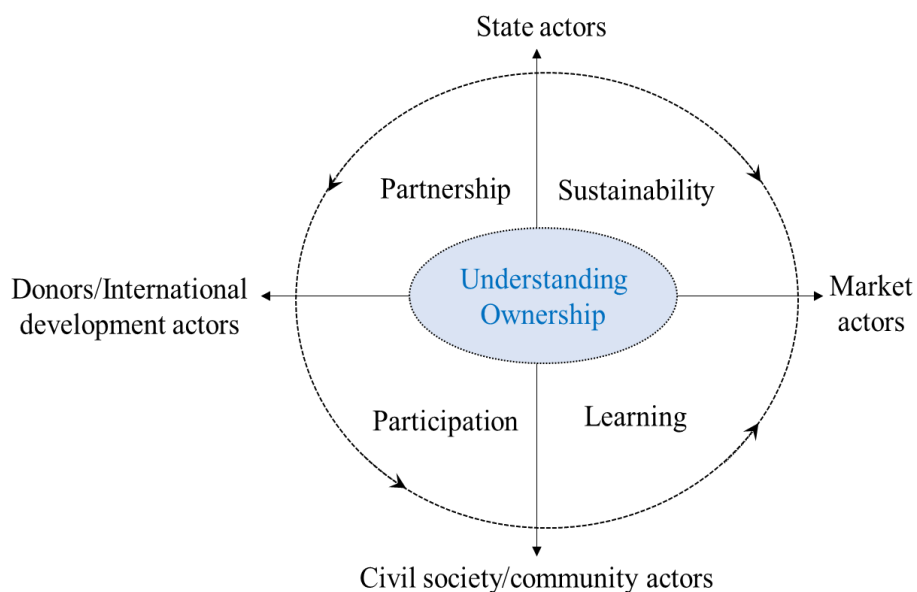 State actors
Partnership
Sustainability
Understanding
Ownership
Donors/International
development actors
Market
actors
Participation
Learning
Civil society/community actors